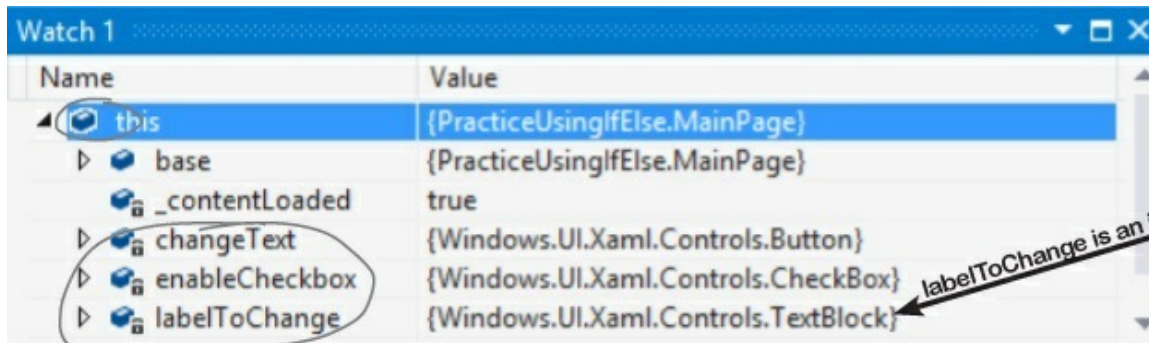 Watch 1
Name Value
this {PracticeUsingIfElse.MainPage}
base {PracticeUsingIfElse.MainPage}
_contentLoaded true
changeText {Windows.UI.Xaml.Controls.Button}
enableCheckbox {Windows.UI.Xaml.Controls.CheckBox}
labelToChange {Windows.UI.Xaml.Controls.TextBlock}
labelToChange is an